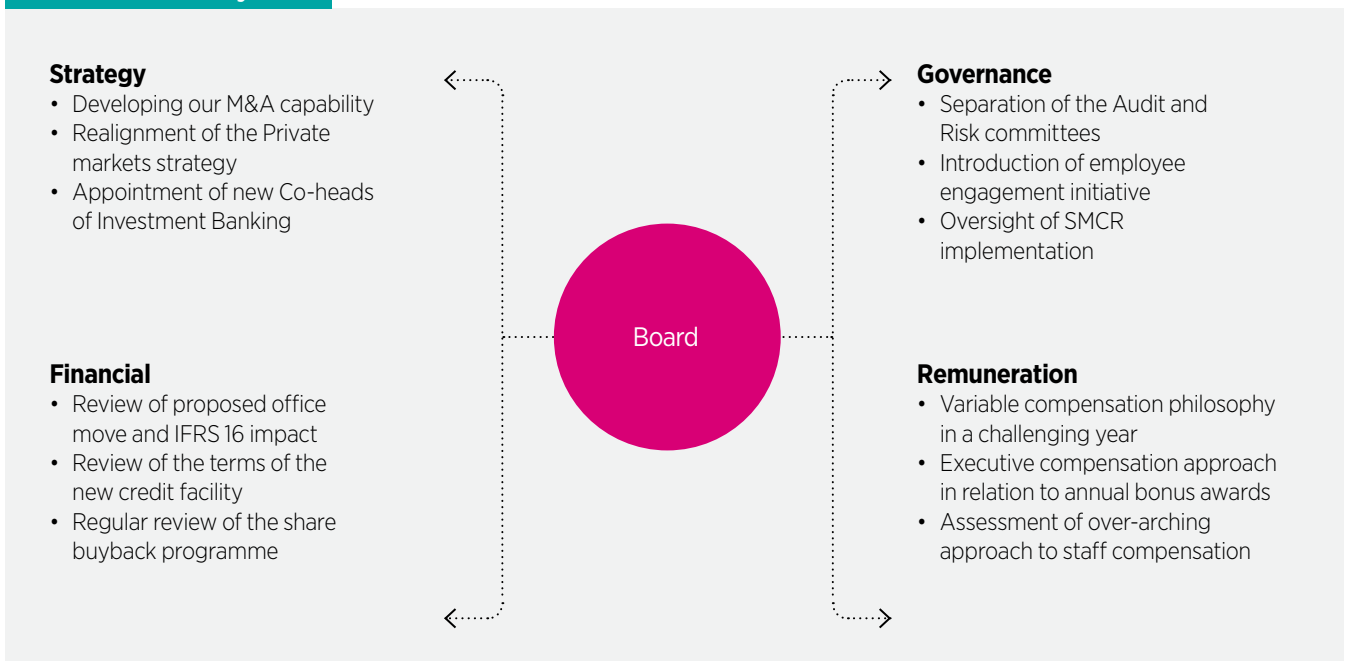 Strategy
• Developing our M&A capability
• Realignment of the Private
markets strategy
• Appointment of new Co-heads
of Investment Banking
Financial
• Review of proposed office
move and IFRS 16 impact
• Review of the terms of the
new credit facility
• Regular review of the share
buyback programme
Board
Governance
• Separation of the Audit and
Risk committees
• Introduction of employee
engagement initiative
• Oversight of SMCR
implementation
Remuneration
• Variable compensation philosophy
in a challenging year
• Executive compensation approach
in relation to annual bonus awards
• Assessment of over-arching
approach to staff compensation